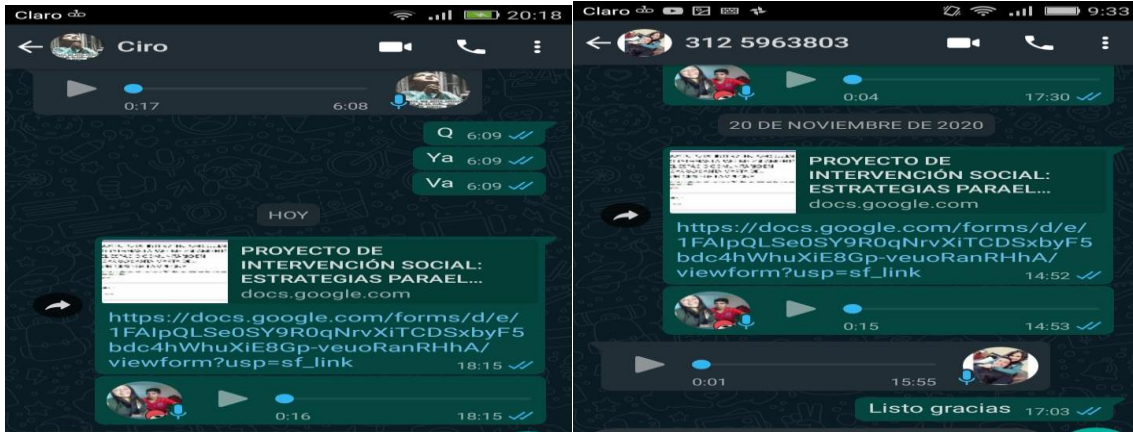 Claro
20:18
Ciro
0:17
6:08
Q 6:09
Ya 6:09
Va 6:09
HOY
PROYECTO DE
INTERVENCIÓN SOCIAL:
ESTRATEGIAS PARAEL...
docs.google.com
https://docs.google.com/forms/d/e/
1FAIpQLSe0SY9R0qNrvXiTCDSxbyF5
bdc4hWhuXiE8Gp-veuoRanRHhA/
viewform?usp=sf_link
18:15
0:16
18:15
Claro
9:33
312 5963803
0:04
17:30
20 DE NOVIEMBRE DE 2020
PROYECTO DE
INTERVENCIÓN SOCIAL:
ESTRATEGIAS PARAEL...
docs.google.com
https://docs.google.com/forms/d/e/
1FAIpQLSe0SY9R0qNrvXiTCDSxbyF5
bdc4hWhuXiE8Gp-veuoRanRHhA/
viewform?usp=sf_link
14:52
0:15
14:53
0:01
15:55
Listo gracias 17:03